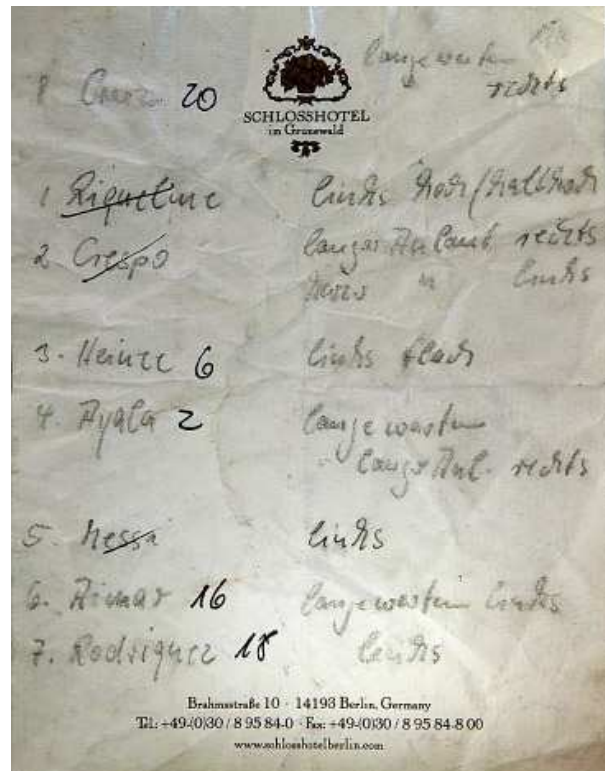 lange warten
8 Cruz 20
rechts
SCHLOSSHOTEL
im Grunewald
1 Riquelme links hoch/halbhoch
2 Crespo langer Anlauf rechts
kurz " links
3. Heinze 6 links flach
4. Ayala 2 lange warten
langer Anl. rechts
5. Messi links
6. Aimar 16 lange warten links
7. Rodriguez 18 links
Brahmsstraße 10 · 14193 Berlin, Germany
Tel: +49-(0)30 / 8 95 84-0 · Fax: +49-(0)30 / 8 95 84-8 00
www.schlosshotelberlin.com